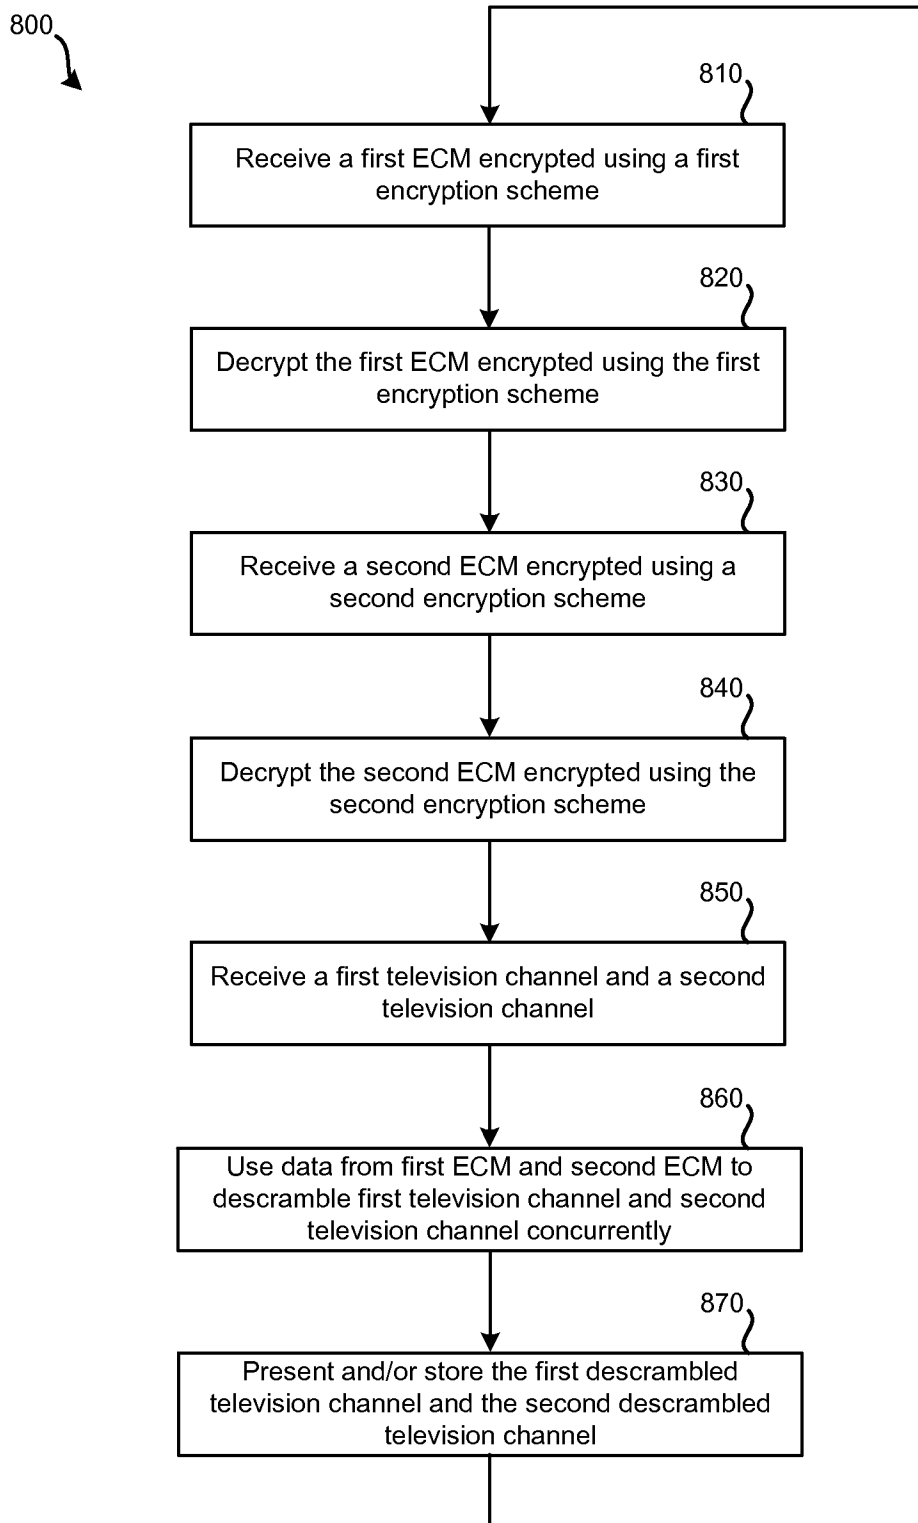 800
810
Receive a first ECM encrypted using a first
encryption scheme
820
Decrypt the first ECM encrypted using the first
encryption scheme
830
Receive a second ECM encrypted using a
second encryption scheme
840
Decrypt the second ECM encrypted using the
second encryption scheme
850
Receive a first television channel and a second
television channel
860
Use data from first ECM and second ECM to
descramble first television channel and second
television channel concurrently
870
Present and/or store the first descrambled
television channel and the second descrambled
television channel